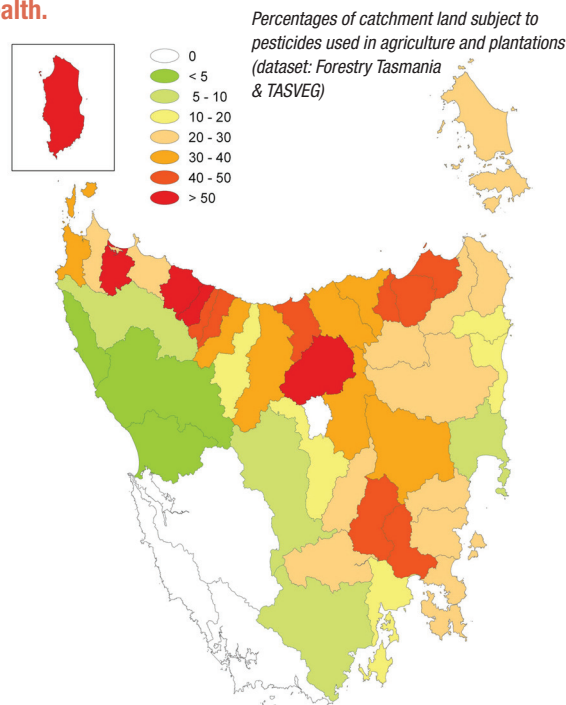 alth.
Percentages of catchment land subject to
pesticides used in agriculture and plantations
(dataset: Forestry Tasmania
& TASVEG)
0
< 5
5 - 10
10 - 20
20 - 30
30 - 40
40 - 50
> 50